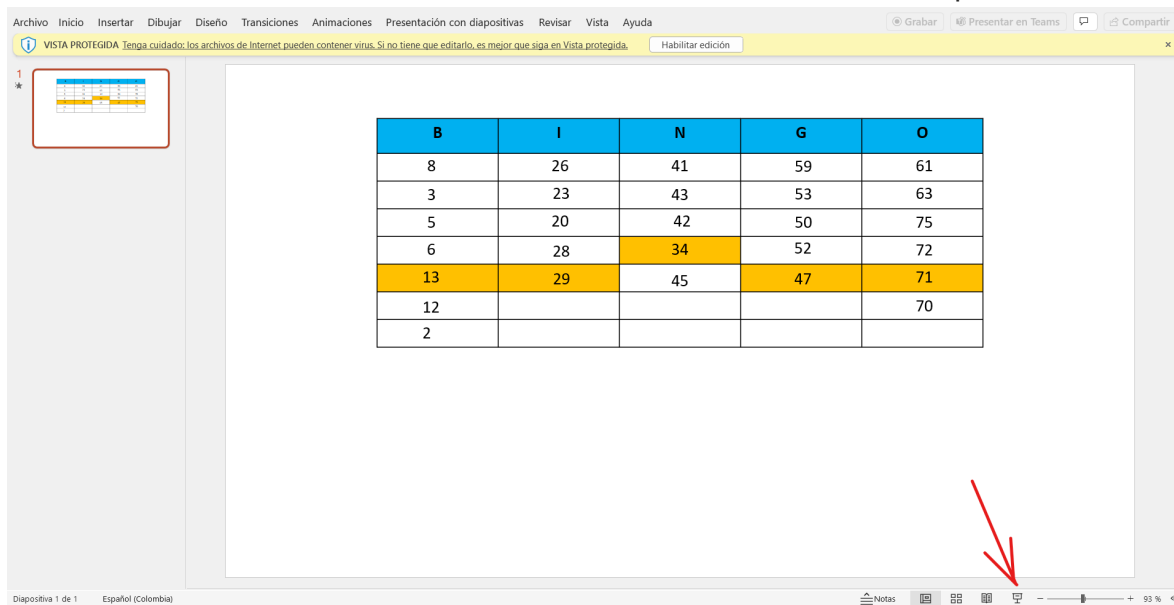 Archivo Inicio Insertar Dibujar Diseño Transiciones Animaciones Presentación con diapositivas Revisar Vista Ayuda Grabar Presentar en Teams Compartir
VISTA PROTEGIDA Tenga cuidado: los archivos de Internet pueden contener virus. Si no tiene que editarlo, es mejor que siga en Vista protegida. Habilitar edición
1
B I N G O
8 26 41 59 61
3 23 43 53 63
5 20 42 50 75
6 28 34 52 72
13 29 45 47 71
12 70
2
Diapositiva 1 de 1 Español (Colombia) Notas 93 %